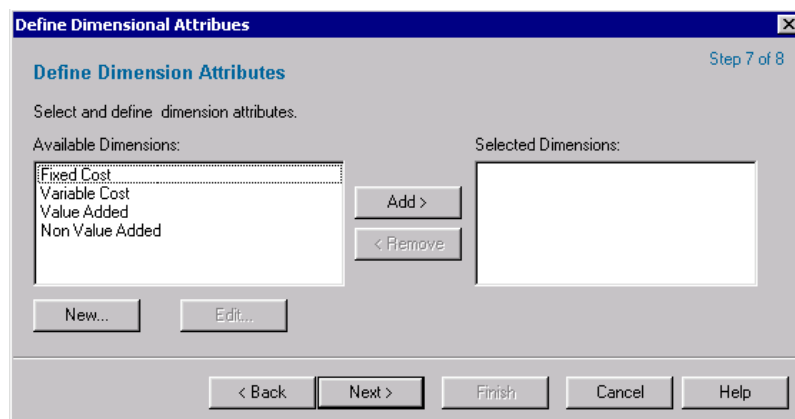 Define Dimensional Attribues
Step 7 of 8
Define Dimension Attributes
Select and define dimension attributes.
Available Dimensions:
Selected Dimensions:
Fixed Cost
Variable Cost
Value Added
Non Value Added
Add >
< Remove
New...
Edit...
< Back
Next >
Finish
Cancel
Help